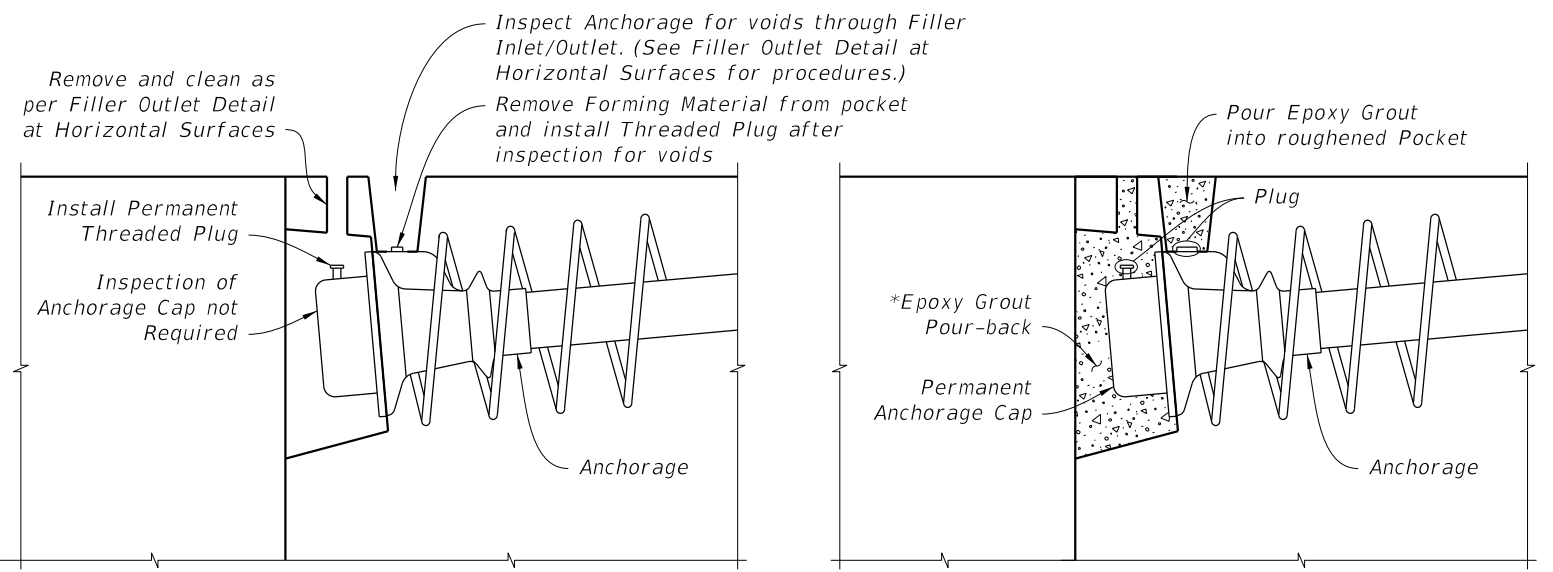 Inspect Anchorage for voids through Filler
Inlet/Outlet. (See Filler Outlet Detail at
Horizontal Surfaces for procedures.)
Remove and clean as
per Filler Outlet Detail
at Horizontal Surfaces
Remove Forming Material from pocket
and install Threaded Plug after
inspection for voids
Install Permanent
Threaded Plug
Inspection of
Anchorage Cap not
Required
Anchorage
Pour Epoxy Grout
into roughened Pocket
Plug
*Epoxy Grout
Pour-back
Permanent
Anchorage Cap
Anchorage